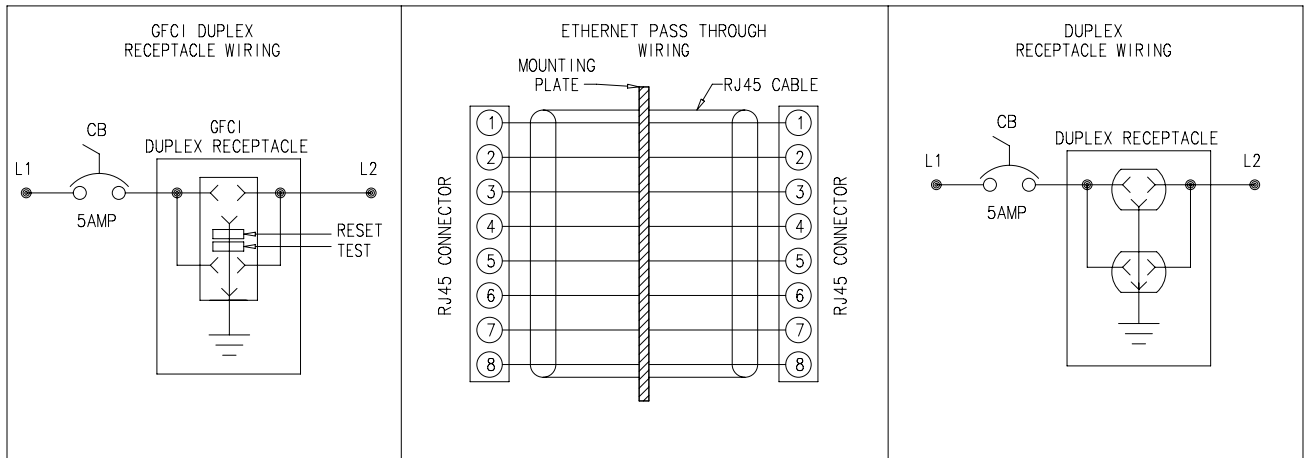 GFCI DUPLEX
RECEPTACLE WIRING
CB
GFCI
DUPLEX RECEPTACLE
L1
L2
5AMP
RESET
TEST
ETHERNET PASS THROUGH
WIRING
MOUNTING
PLATE
RJ45 CABLE
RJ45 CONNECTOR
1
2
3
4
5
6
7
8
1
2
3
4
5
6
7
8
RJ45 CONNECTOR
DUPLEX
RECEPTACLE WIRING
CB
DUPLEX RECEPTACLE
L1
L2
5AMP